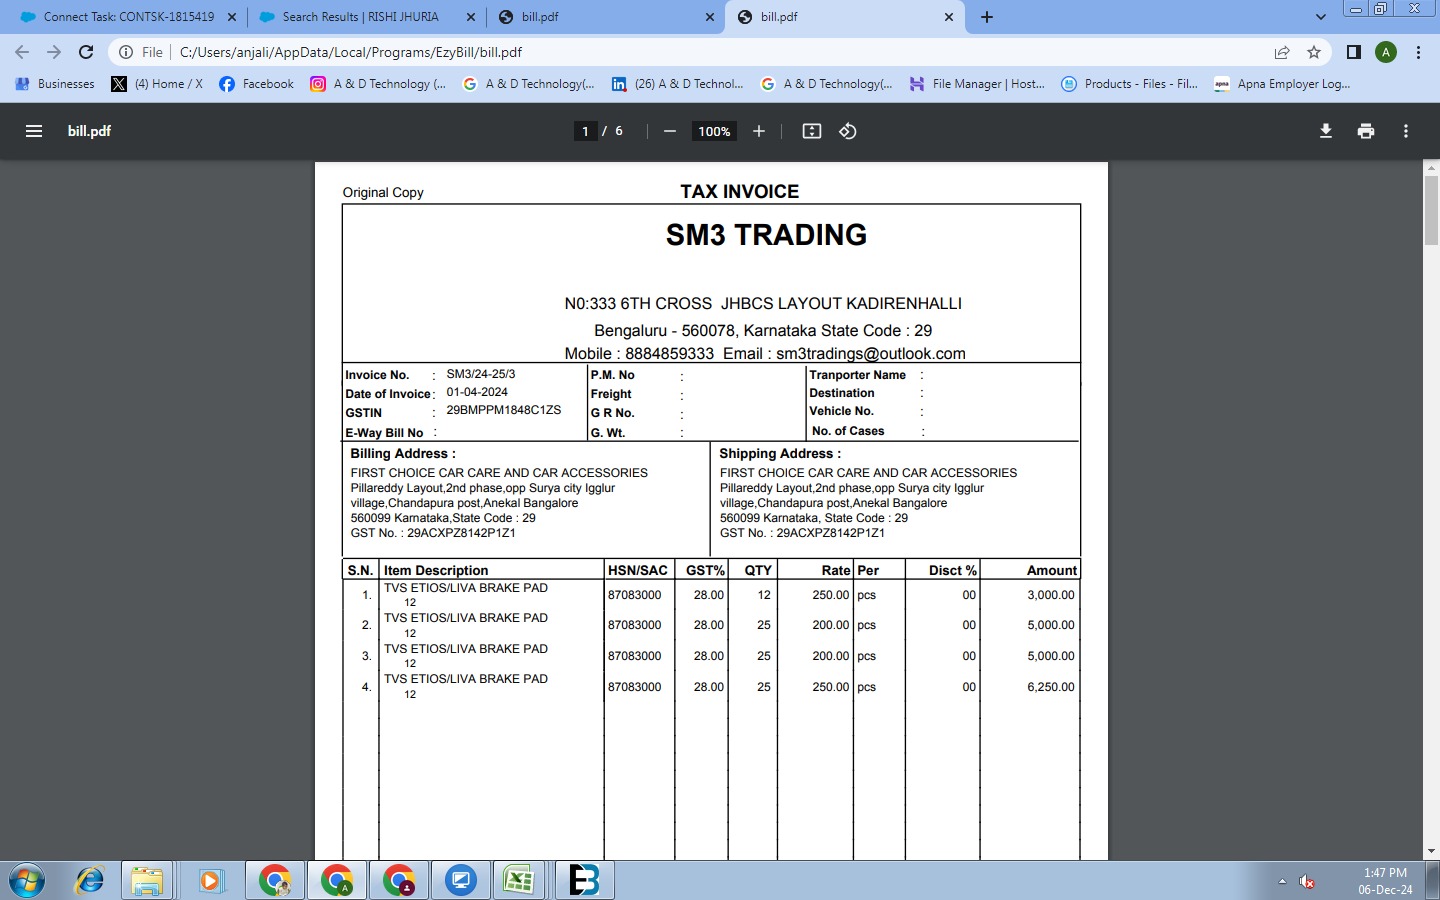 Connect Task: CONTSK-1815419
Search Results | RISHI JHURIA
bill.pdf
bill.pdf
File
C:/Users/anjali/AppData/Local/Programs/EzyBill/bill.pdf
A
Businesses
(4) Home / X
Facebook
A & D Technology (...
A & D Technology(...
(26) A & D Technol...
A & D Technology(...
File Manager | Host...
Products - Files - Fil...
Apna Employer Log...
bill.pdf
1 / 6
100%
Original Copy
TAX INVOICE
SM3 TRADING
N0:333 6TH CROSS JHBCS LAYOUT KADIRENHALLI
Bengaluru - 560078, Karnataka State Code : 29
Mobile : 8884859333 Email : sm3tradings@outlook.com
Invoice No. : SM3/24-25/3
Date of Invoice : 01-04-2024
GSTIN : 29BMPPM1848C1ZS
E-Way Bill No :
P.M. No :
Freight :
G R No. :
G. Wt. :
Tranporter Name :
Destination :
Vehicle No. :
No. of Cases :
Billing Address :
FIRST CHOICE CAR CARE AND CAR ACCESSORIES
Pillareddy Layout,2nd phase,opp Surya city Igglur
village,Chandapura post,Anekal Bangalore
560099 Karnataka,State Code : 29
GST No. : 29ACXPZ8142P1Z1
Shipping Address :
FIRST CHOICE CAR CARE AND CAR ACCESSORIES
Pillareddy Layout,2nd phase,opp Surya city Igglur
village,Chandapura post,Anekal Bangalore
560099 Karnataka, State Code : 29
GST No. : 29ACXPZ8142P1Z1
S.N. Item Description HSN/SAC GST% QTY Rate Per Disct % Amount
1. TVS ETIOS/LIVA BRAKE PAD 87083000 28.00 12 250.00 pcs 00 3,000.00
12
2. TVS ETIOS/LIVA BRAKE PAD 87083000 28.00 25 200.00 pcs 00 5,000.00
12
3. TVS ETIOS/LIVA BRAKE PAD 87083000 28.00 25 200.00 pcs 00 5,000.00
12
4. TVS ETIOS/LIVA BRAKE PAD 87083000 28.00 25 250.00 pcs 00 6,250.00
12
1:47 PM
06-Dec-24